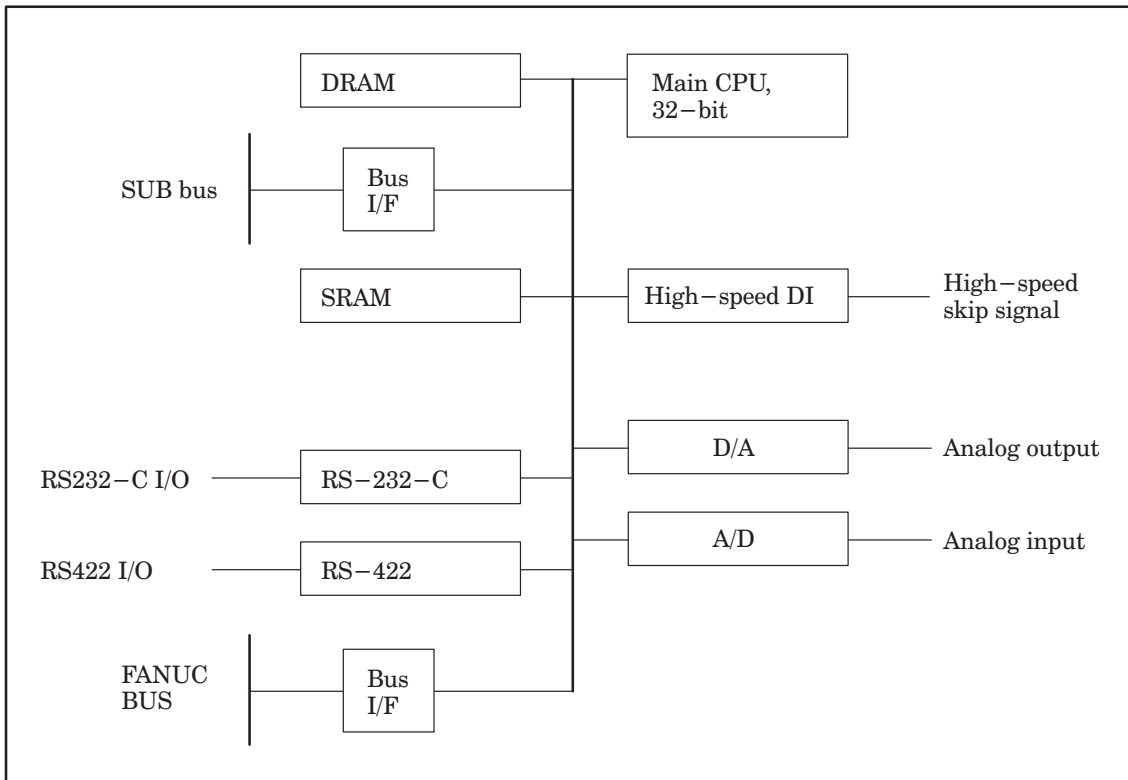 DRAM
Main CPU,
32−bit
SUB bus
Bus
I/F
SRAM
High−speed DI
High−speed
skip signal
D/A
Analog output
RS232−C I/O
RS−232−C
A/D
Analog input
RS422 I/O
RS−422
FANUC
BUS
Bus
I/F